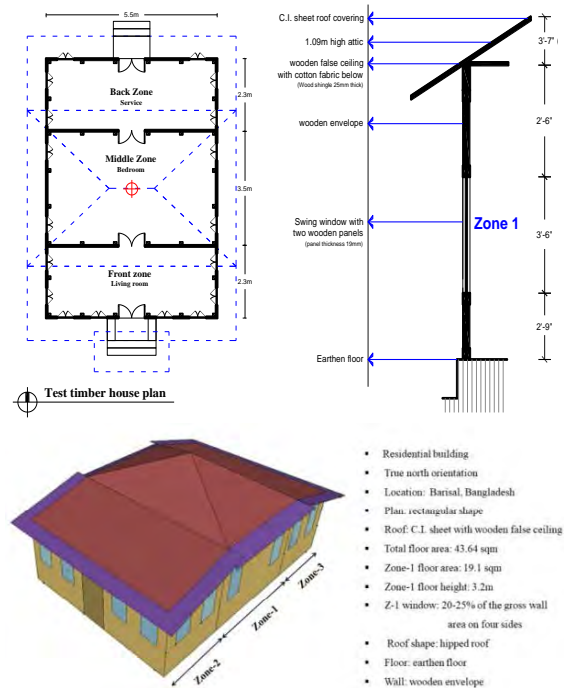 5.5m
Back Zone
Service
2.3m
Middle Zone
Bedroom
3.5m
Front zone
Living room
2.3m
Test timber house plan
C.I. sheet roof covering
1.09m high attic
wooden false ceiling
with cotton fabric below
(Wood shingle 25mm thick)
wooden envelope
Swing window with
two wooden panels
(panel thickness 19mm)
Earthen floor
Zone 1
3'-7"
2'-6"
3'-6"
2'-9"
Zone-3
Zone-1
Zone-2
▪ Residential building
▪ True north orientation
▪ Location: Barisal, Bangladesh
▪ Plan: rectangular shape
▪ Roof: C.I. sheet with wooden false ceiling
▪ Total floor area: 43.64 sqm
▪ Zone-1 floor area: 19.1 sqm
▪ Zone-1 floor height: 3.2m
▪ Z-1 window: 20-25% of the gross wall
area on four sides
▪ Roof shape: hipped roof
▪ Floor: earthen floor
▪ Wall: wooden envelope